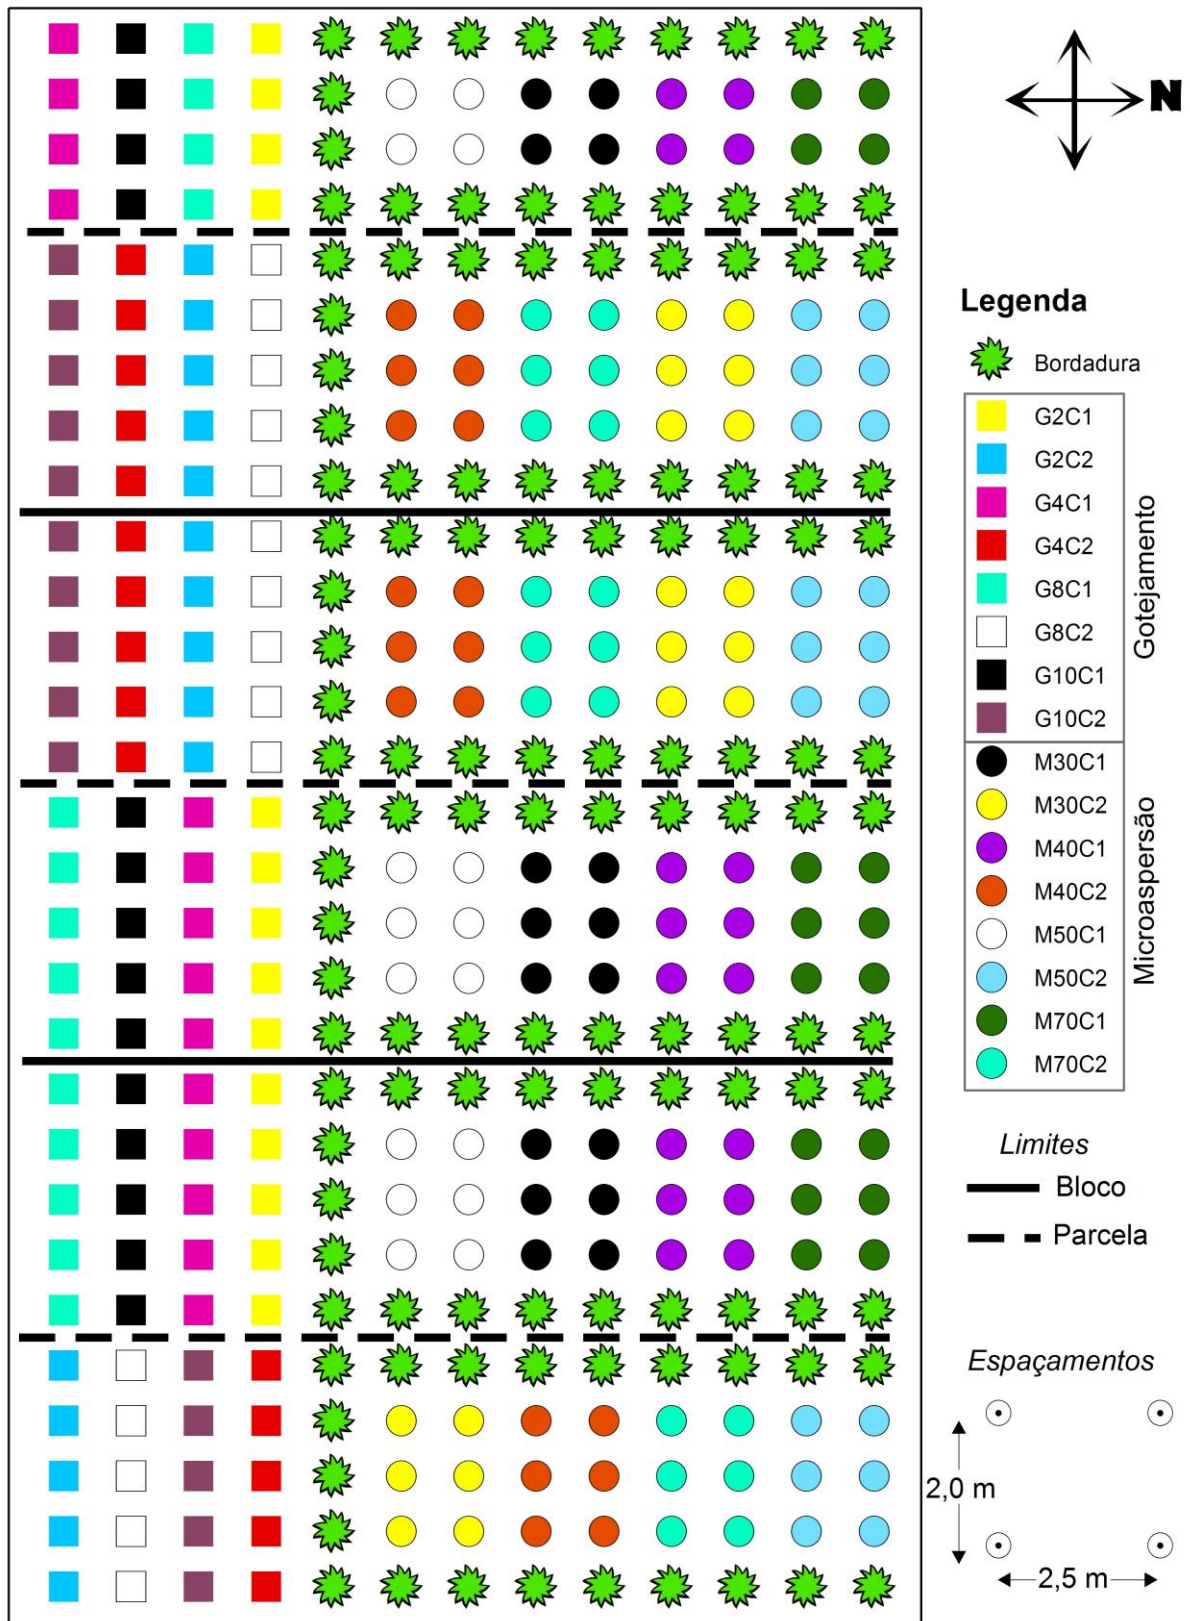 N
Legenda
Bordadura
G2C1
G2C2
G4C1
G4C2
G8C1
G8C2
G10C1
G10C2
Gotejamento
M30C1
M30C2
M40C1
M40C2
M50C1
M50C2
M70C1
M70C2
Microaspersão
Limites
Bloco
Parcela
Espaçamentos
2,0 m
2,5 m